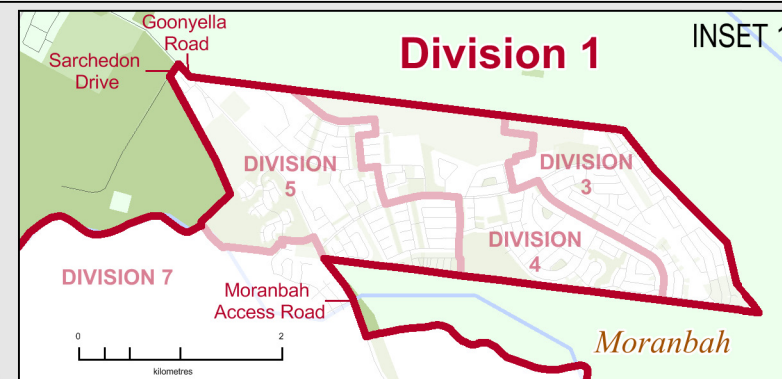 Goonyella
Road
Sarchedon
Drive
Division 1
INSET 1
DIVISION
5
DIVISION
3
DIVISION
4
DIVISION 7
Moranbah
Access Road
Moranbah
0
2
kilometres